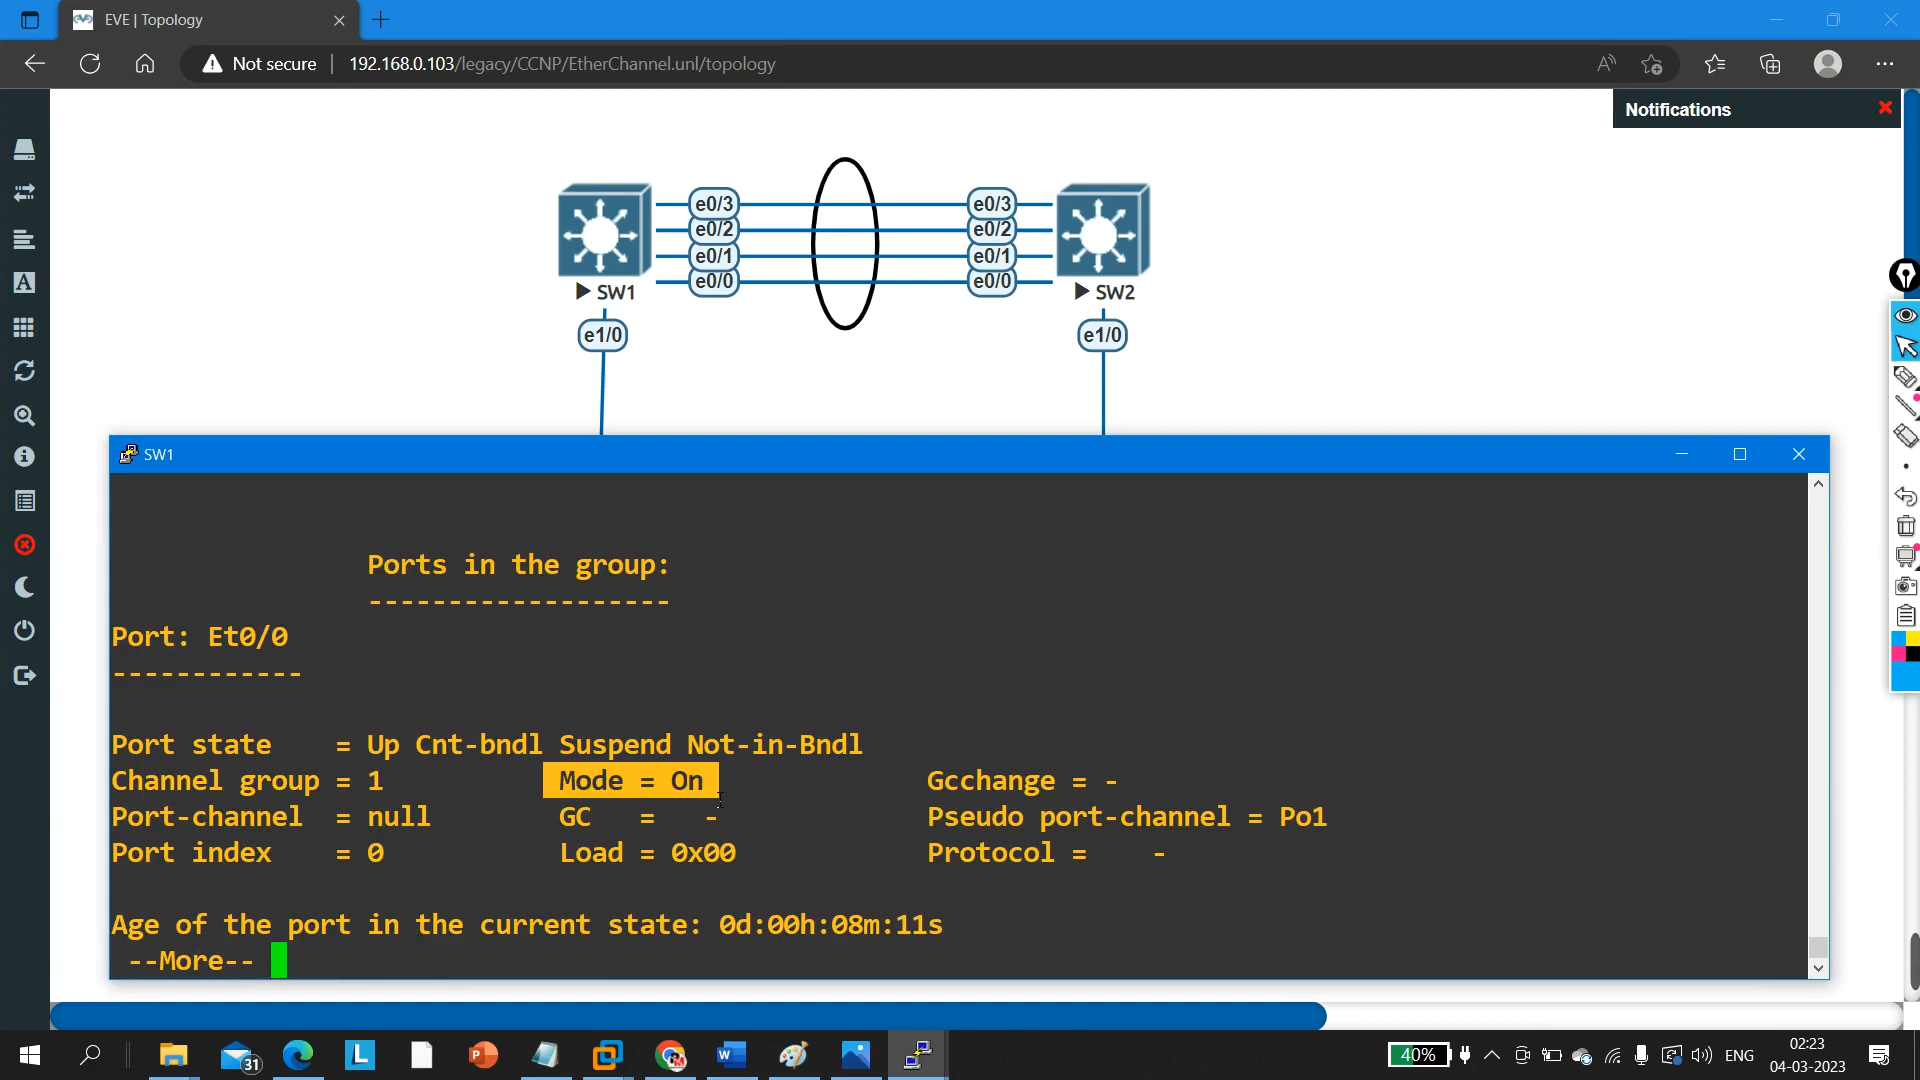 EVE | Topology
Not secure
192.168.0.103/legacy/CCNP/EtherChannel.unl/topology
Notifications
e0/3 e0/3
e0/2 e0/2
e0/1 e0/1
e0/0 e0/0
SW1 SW2
e1/0 e1/0
SW1
Ports in the group:
-------------------
Port: Et0/0
------------
Port state    = Up Cnt-bndl Suspend Not-in-Bndl
Channel group = 1           Mode = On              Gcchange = -
Port-channel  = null        GC   =   -             Pseudo port-channel = Po1
Port index    = 0           Load = 0x00            Protocol =    -
Age of the port in the current state: 0d:00h:08m:11s
--More--
31
L
P
W
40%
ENG
02:23
04-03-2023